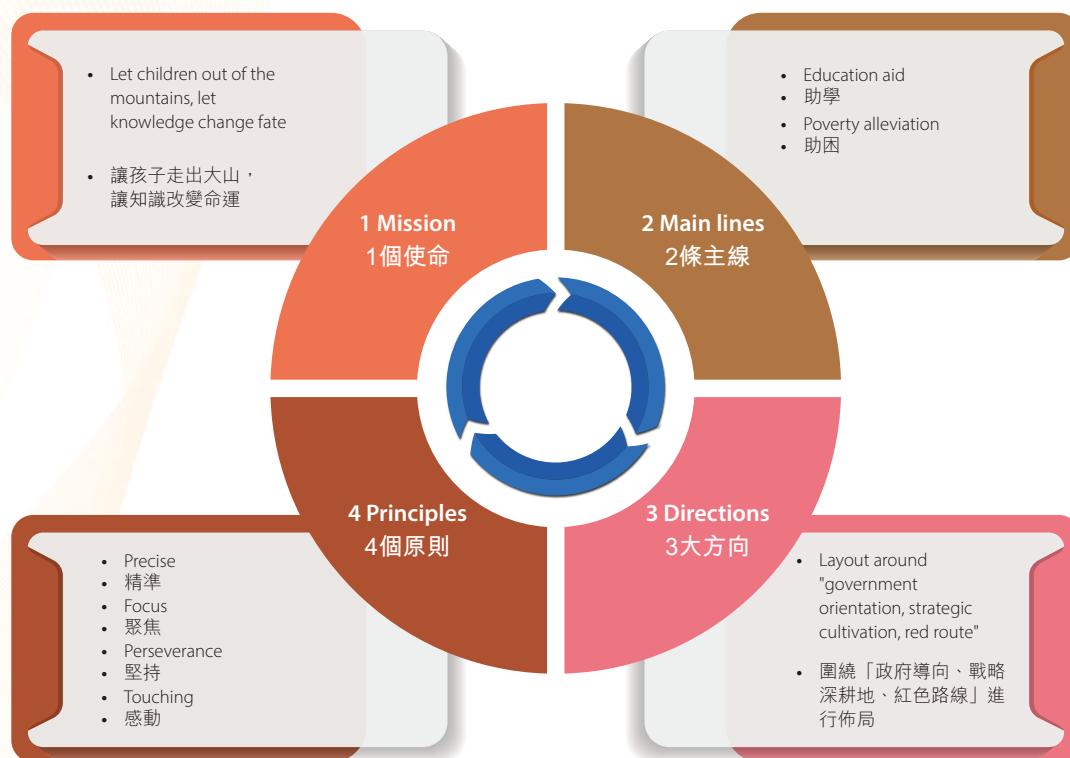 • Let children out of the
mountains, let
knowledge change fate
• 讓孩子走出大山，
讓知識改變命運
1 Mission
1個使命
• Education aid
• 助學
• Poverty alleviation
• 助困
2 Main lines
2條主線
4 Principles
4個原則
• Precise
• 精準
• Focus
• 聚焦
• Perseverance
• 堅持
• Touching
• 感動
3 Directions
3大方向
• Layout around
"government
orientation, strategic
cultivation, red route"
• 圍繞「政府導向、戰略
深耕地、紅色路線」進
行佈局